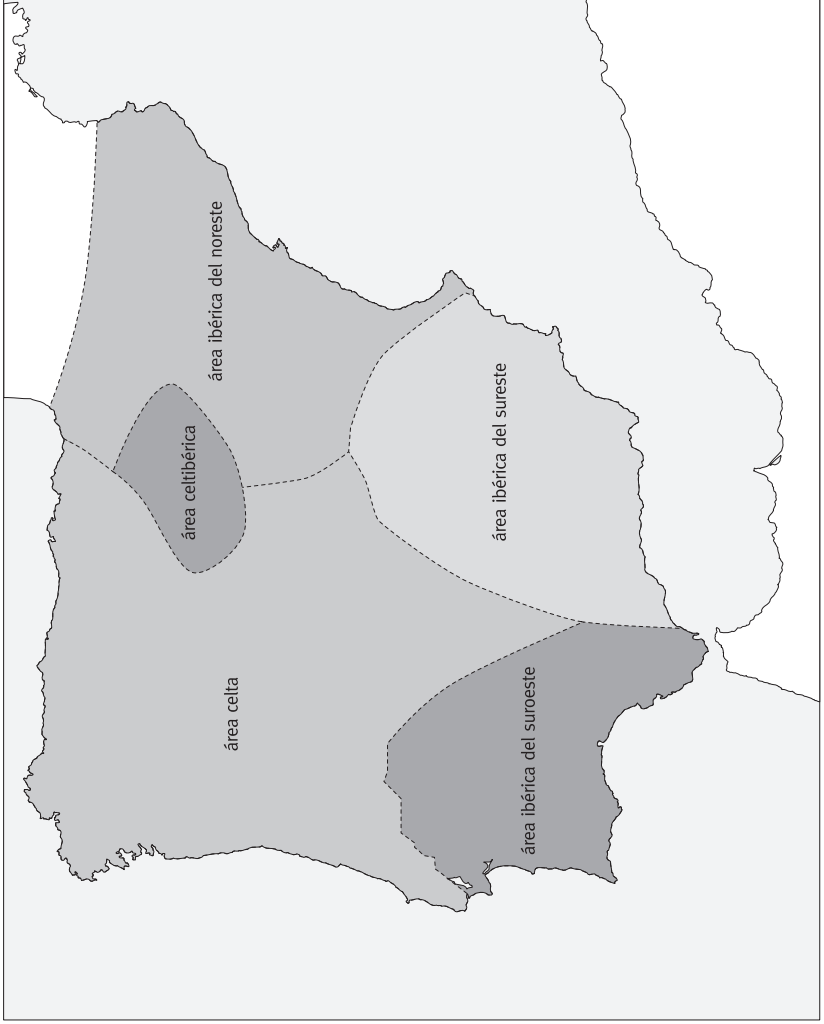 área ibérica del noreste
área celtibérica
área celta
área ibérica del sureste
área ibérica del suroeste